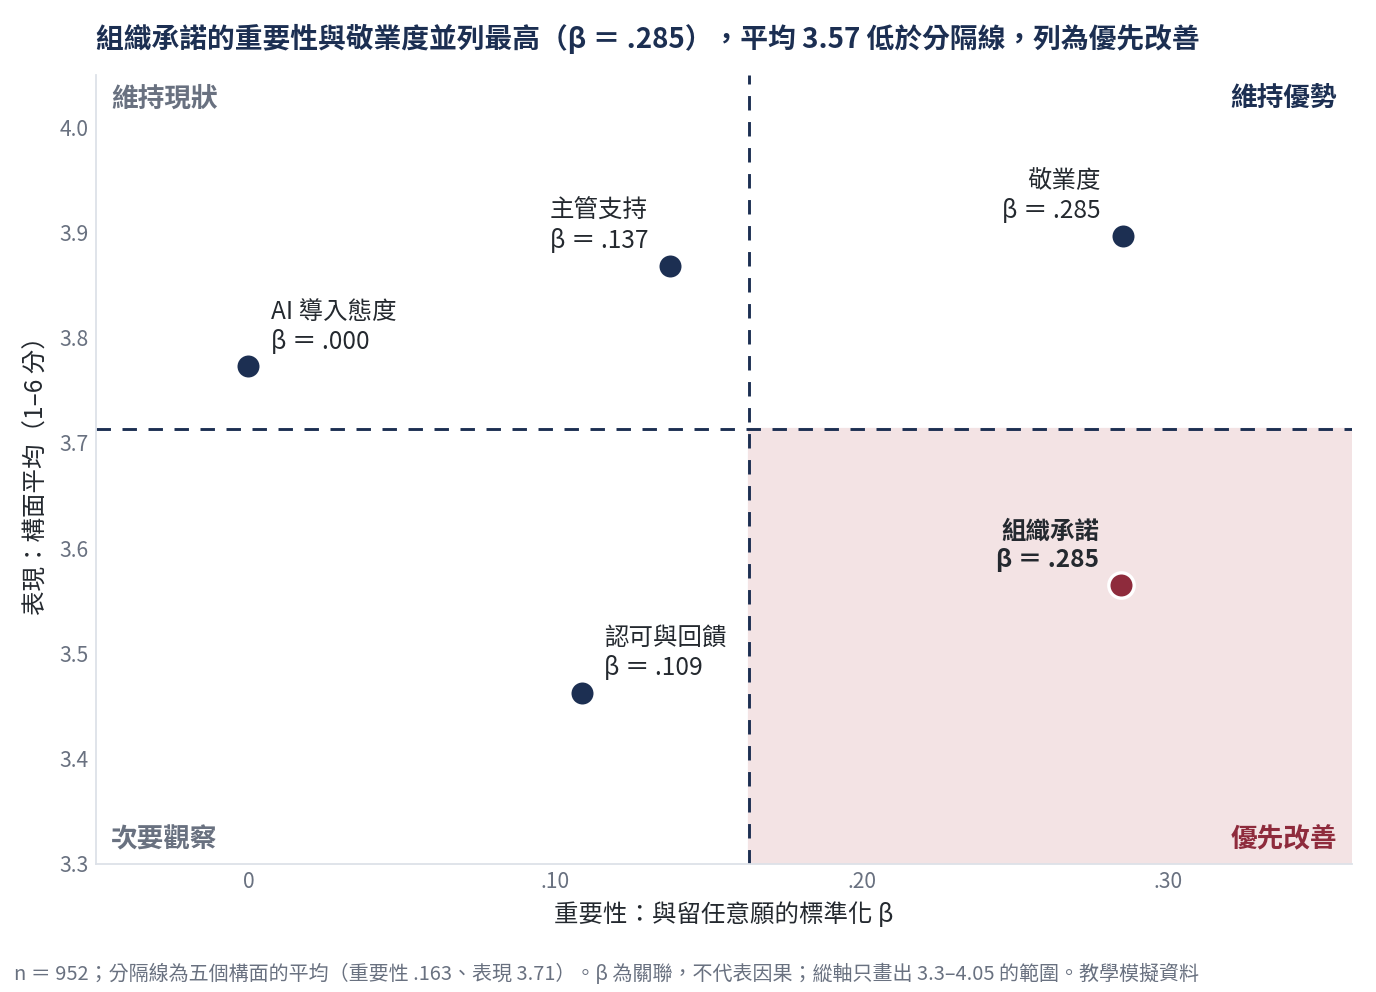 組織承諾的重要性與敬業度並列最高（β ＝ .285），平均 3.57 低於分隔線，列為優先改善
維持現狀
維持優勢
4.0
敬業度
β ＝ .285
主管支持
β ＝ .137
3.9
AI 導入態度
β ＝ .000
3.8
表現：構面平均（1–6 分）
3.7
組織承諾
β ＝ .285
3.6
認可與回饋
β ＝ .109
3.5
3.4
次要觀察
優先改善
3.3
0
.10
.20
.30
重要性：與留任意願的標準化 β
n ＝ 952；分隔線為五個構面的平均（重要性 .163、表現 3.71）。β 為關聯，不代表因果；縱軸只畫出 3.3–4.05 的範圍。教學模擬資料